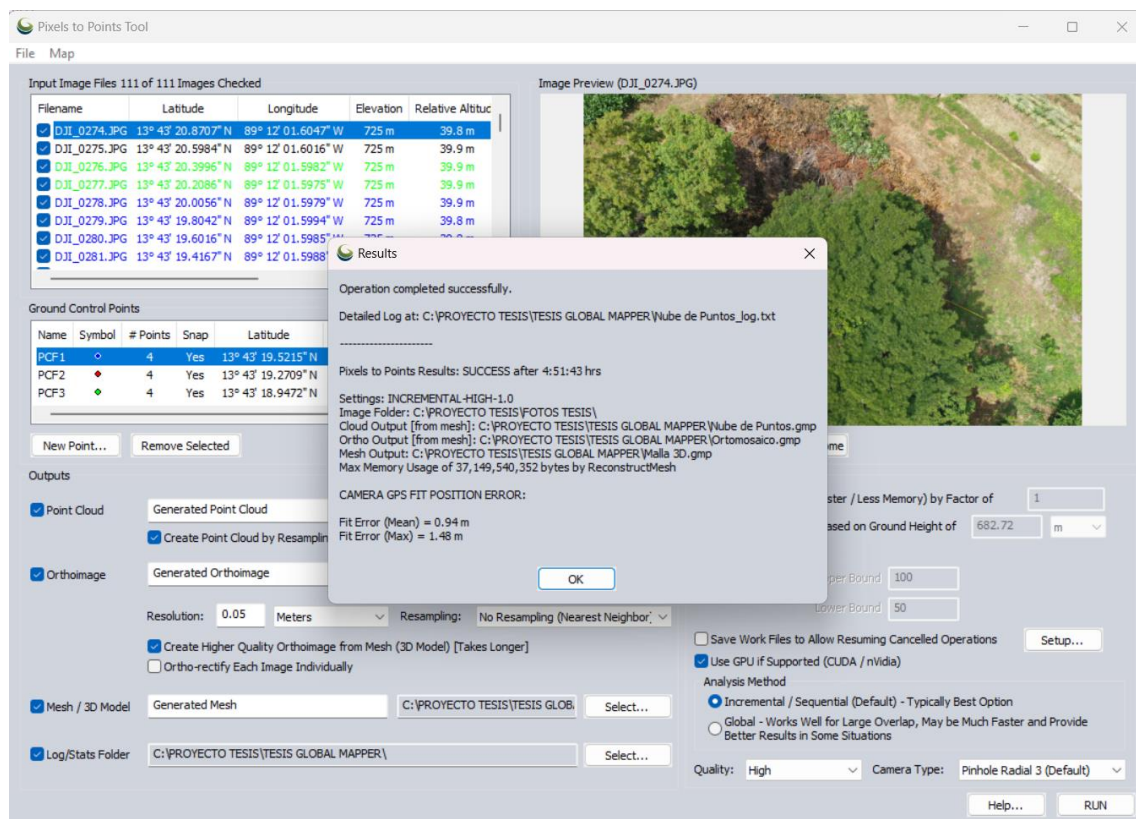 Pixels to Points Tool
File Map
Input Image Files 111 of 111 Images Checked
Filename Latitude Longitude Elevation Relative Altituc
DJI_0274.JPG 13° 43' 20.8707" N 89° 12' 01.6047" W 725 m 39.8 m
DJI_0275.JPG 13° 43' 20.5984" N 89° 12' 01.6016" W 725 m 39.9 m
DJI_0276.JPG 13° 43' 20.3996" N 89° 12' 01.5982" W 725 m 39.9 m
DJI_0277.JPG 13° 43' 20.2086" N 89° 12' 01.5975" W 725 m 39.9 m
DJI_0278.JPG 13° 43' 20.0056" N 89° 12' 01.5979" W 725 m 39.9 m
DJI_0279.JPG 13° 43' 19.8042" N 89° 12' 01.5994" W 725 m 39.8 m
DJI_0280.JPG 13° 43' 19.6016" N 89° 12' 01.5985"
DJI_0281.JPG 13° 43' 19.4167" N 89° 12' 01.5988"
Image Preview (DJI_0274.JPG)
Ground Control Points
Name Symbol # Points Snap Latitude
PCF1 4 Yes 13° 43' 19.5215" N
PCF2 4 Yes 13° 43' 19.2709" N
PCF3 4 Yes 13° 43' 18.9472" N
New Point... Remove Selected
Results
Operation completed successfully.
Detailed Log at: C:\PROYECTO TESIS\TESIS GLOBAL MAPPER\Nube de Puntos_log.txt
----------------------
Pixels to Points Results: SUCCESS after 4:51:43 hrs
Settings: INCREMENTAL-HIGH-1.0
Image Folder: C:\PROYECTO TESIS\FOTOS TESIS\
Cloud Output [from mesh]: C:\PROYECTO TESIS\TESIS GLOBAL MAPPER\Nube de Puntos.gmp
Ortho Output [from mesh]: C:\PROYECTO TESIS\TESIS GLOBAL MAPPER\Ortomosaico.gmp
Mesh Output: C:\PROYECTO TESIS\TESIS GLOBAL MAPPER\Malla 3D.gmp
Max Memory Usage of 37,149,540,352 bytes by ReconstructMesh
CAMERA GPS FIT POSITION ERROR:
Fit Error (Mean) = 0.94 m
Fit Error (Max) = 1.48 m
OK
Outputs
Point Cloud Generated Point Cloud
Create Point Cloud by Resamplin
Orthoimage Generated Orthoimage
Resolution: 0.05 Meters Resampling: No Resampling (Nearest Neighbor)
Create Higher Quality Orthoimage from Mesh (3D Model) [Takes Longer]
Ortho-rectify Each Image Individually
Mesh / 3D Model Generated Mesh C:\PROYECTO TESIS\TESIS GLOB Select...
Log/Stats Folder C:\PROYECTO TESIS\TESIS GLOBAL MAPPER\ Select...
ster / Less Memory) by Factor of 1
ased on Ground Height of 682.72 m
per Bound 100
Lower Bound 50
Save Work Files to Allow Resuming Cancelled Operations Setup...
Use GPU if Supported (CUDA / nVidia)
Analysis Method
Incremental / Sequential (Default) - Typically Best Option
Global - Works Well for Large Overlap, May be Much Faster and Provide
Better Results in Some Situations
Quality: High Camera Type: Pinhole Radial 3 (Default)
Help... RUN